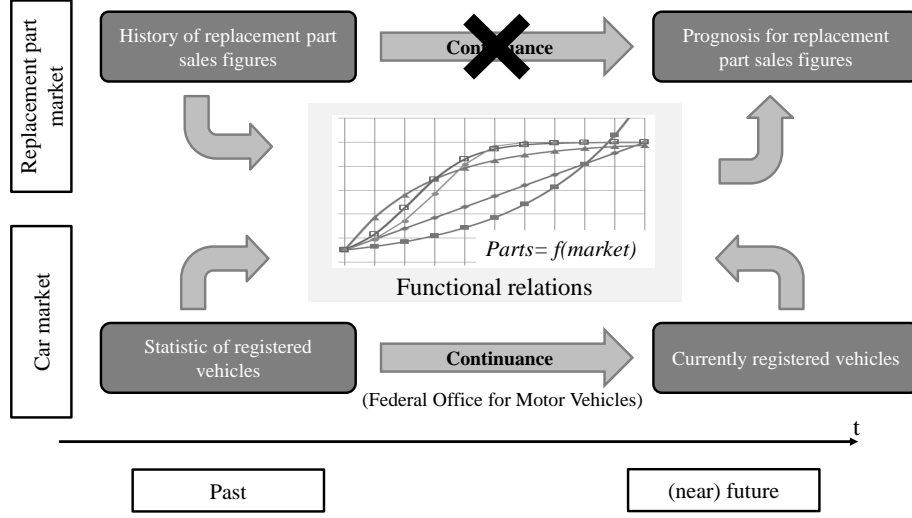 Replacement part
market
History of replacement part
sales figures
Continuance
Prognosis for replacement
part sales figures
Parts= f(market)
Functional relations
Car market
Statistic of registered
vehicles
Continuance
Currently registered vehicles
(Federal Office for Motor Vehicles)
t
Past
(near) future